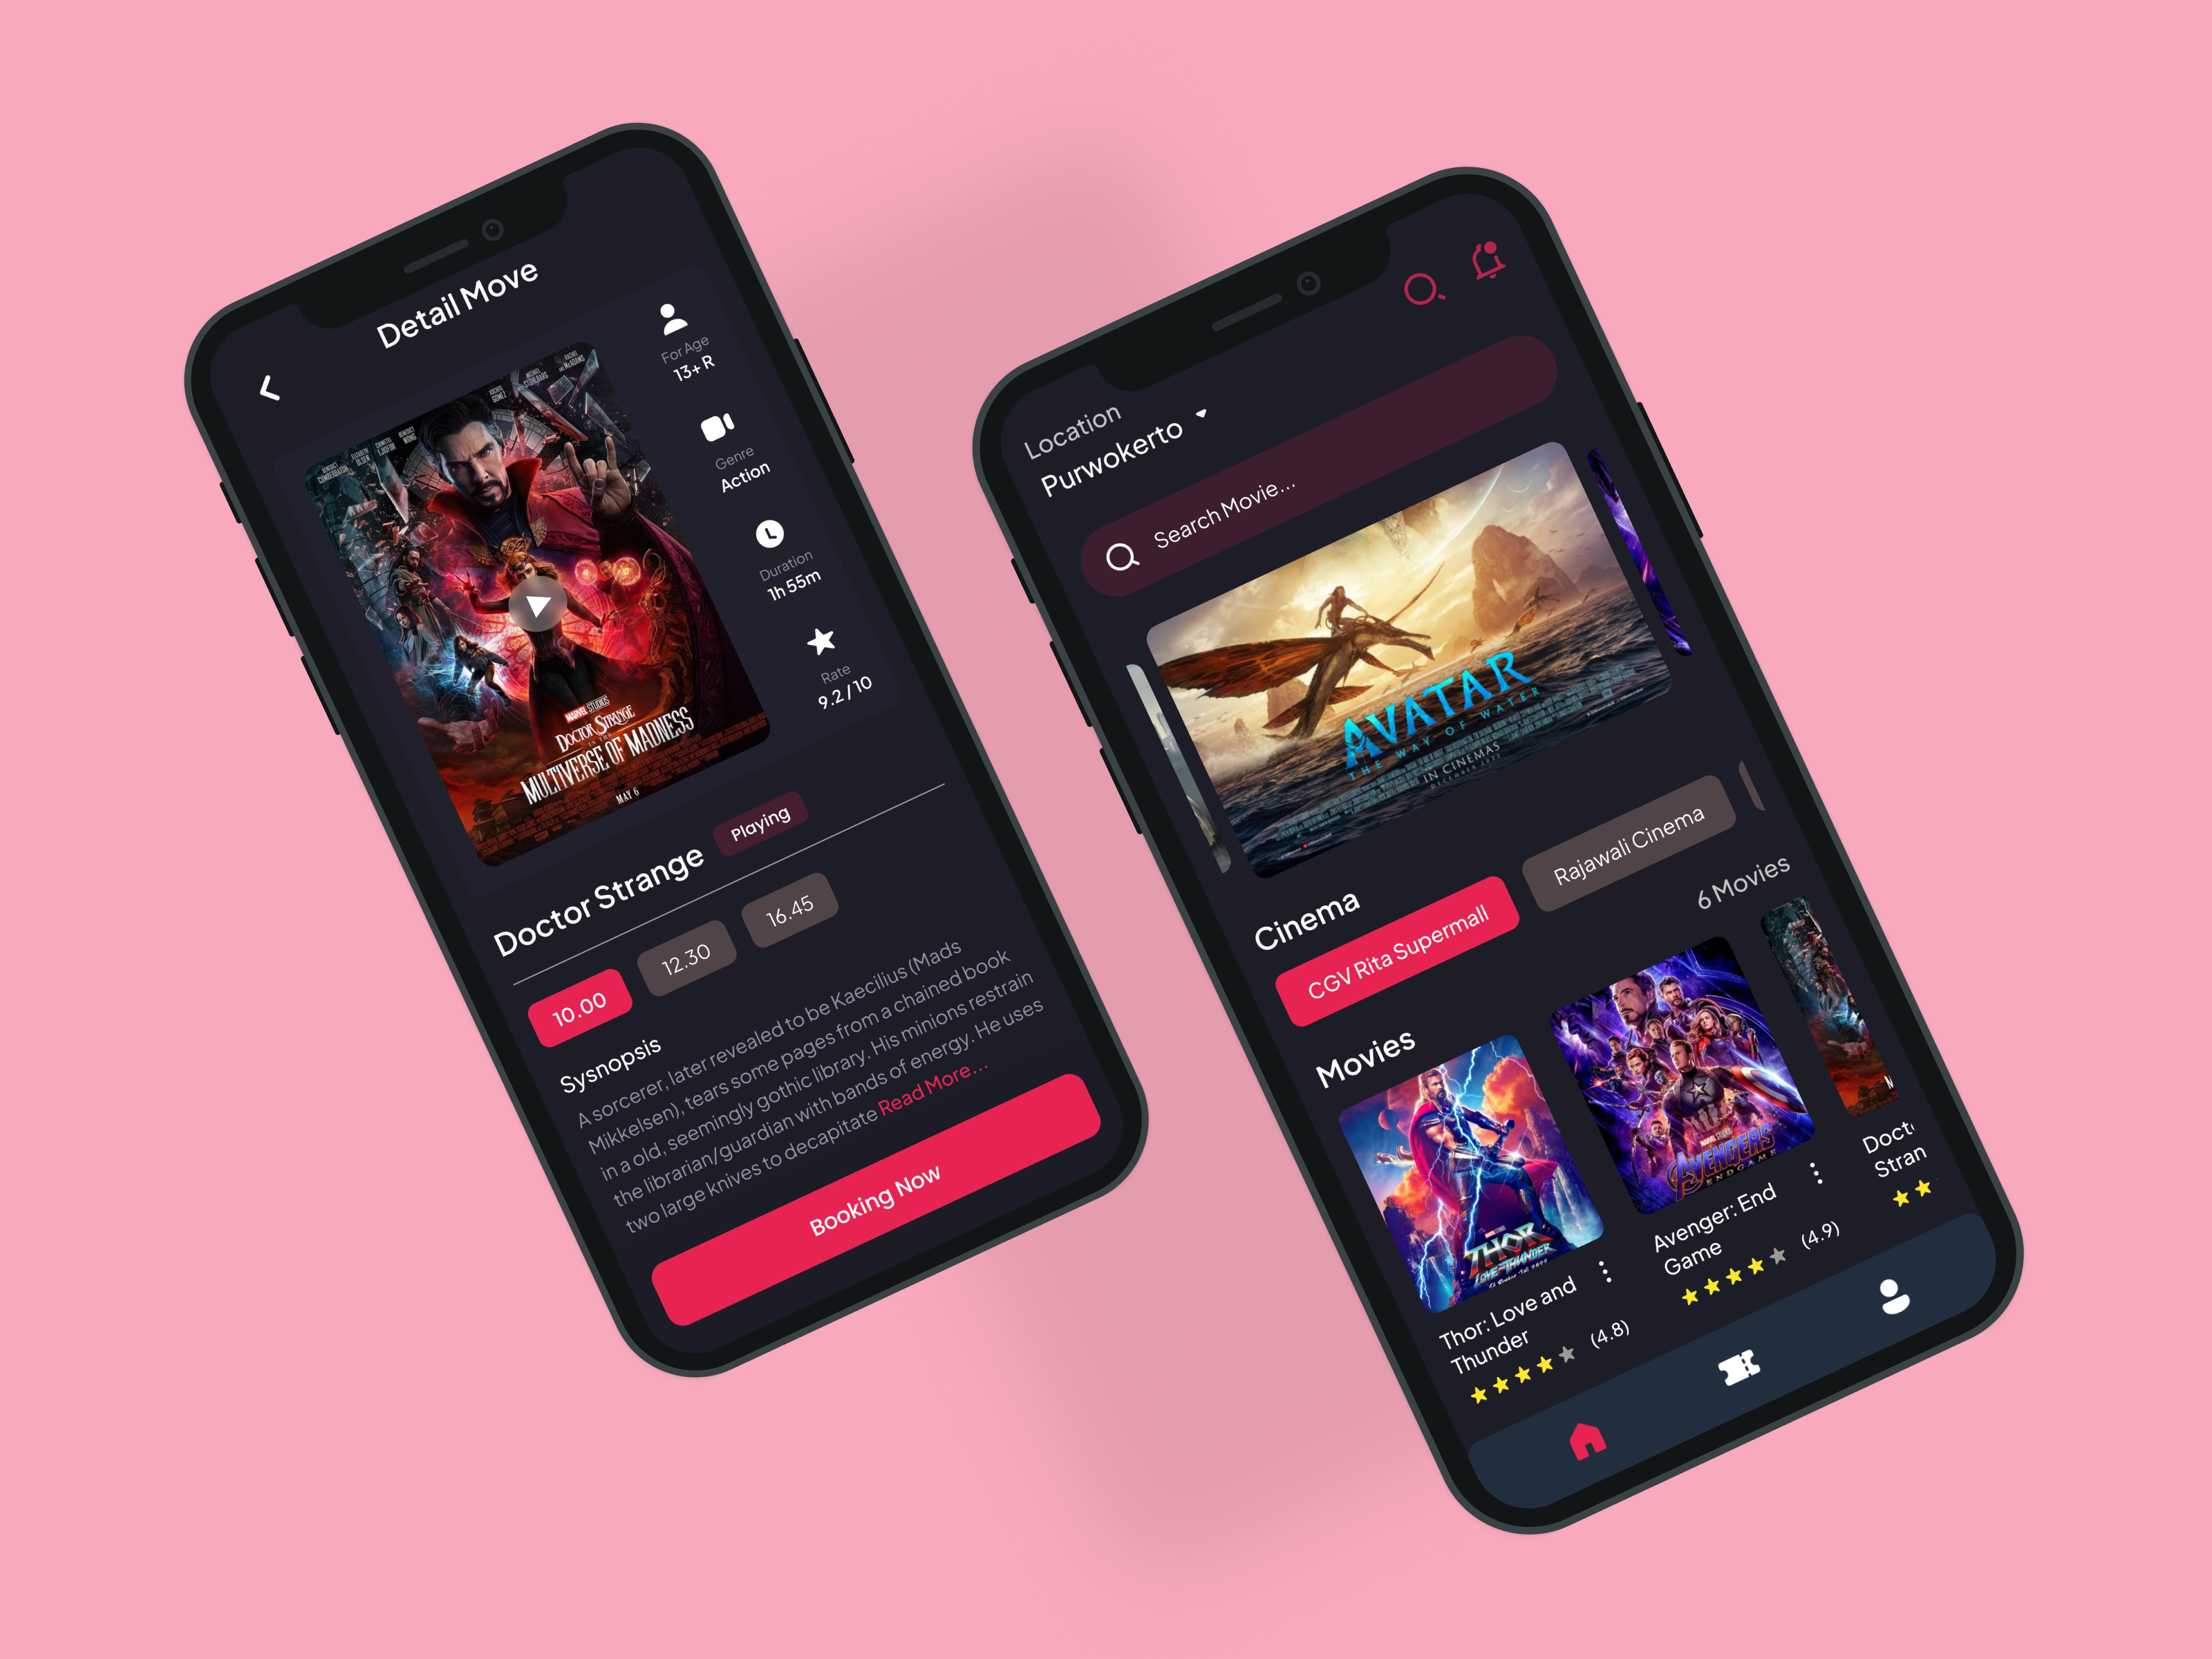 Detail Move
For Age
13+ R
Genre
Action
Duration
1h 55m
Rate
9.2 / 10
MARVEL STUDIOS
DOCTOR STRANGE
IN THE
MULTIVERSE OF MADNESS
MAY 6
Doctor Strange
Playing
10.00
12.30
16.45
Sysnopsis
A sorcerer, later revealed to be Kaecilius (Mads
Mikkelsen), tears some pages from a chained book
in a old, seemingly gothic library. His minions restrain
the librarian/guardian with bands of energy. He uses
two large knives to decapitate Read More...
Booking Now
Location
Purwokerto
Search Movie...
AVATAR
THE WAY OF WATER
IN CINEMAS
DECEMBER 2022
Cinema
CGV Rita Supermall
Rajawali Cinema
Movies
6 Movies
THOR
LOVE AND THUNDER
Thor: Love and
Thunder
(4.8)
MARVEL STUDIOS
AVENGERS
ENDGAME
Avenger: End
Game
(4.9)
M
Doct
Stran